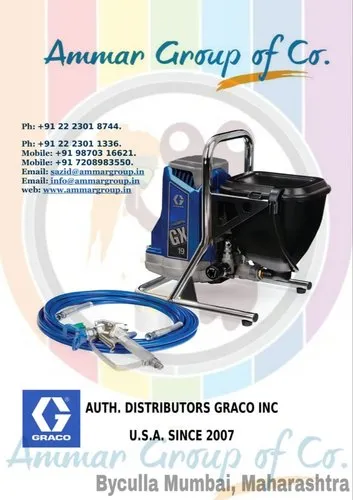 Ammar Group of Co.
Ph: +91 22 2301 8744.
Ph: +91 22 2301 1336.
Mobile: +91 98703 16621.
Mobile: +91 7208983550.
Email: sazid@ammargroup.in
Email: info@ammargroup.in
web: www.ammargroup.in
G
GX
19
G
GRACO
AUTH. DISTRIBUTORS GRACO INC
U.S.A. SINCE 2007
Ammar Group of Co.
Byculla Mumbai, Maharashtra